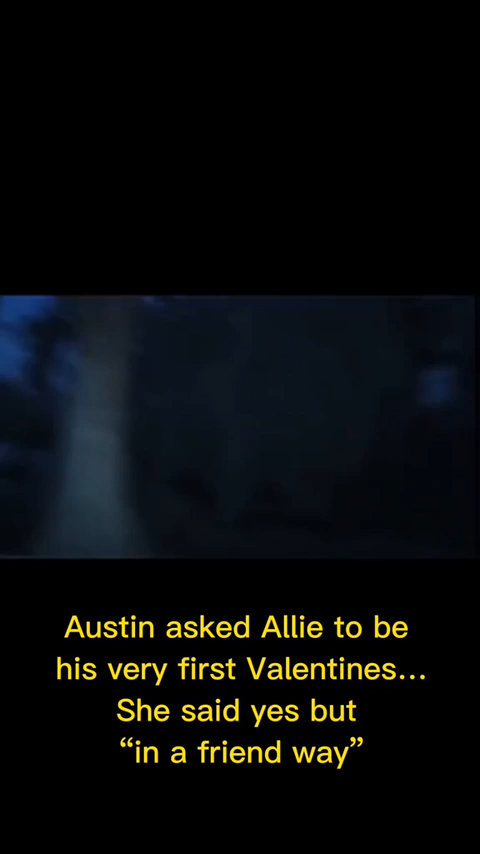 Austin asked Allie to be
his very first Valentines...
She said yes but
“in a friend way”